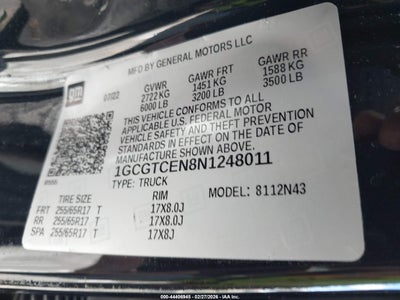 MFD BY GENERAL MOTORS LLC
gm
07/22
GVWR GAWR FRT GAWR RR
2722 KG 1451 KG 1588 KG
6000 LB 3200 LB 3500 LB
THIS VEHICLE CONFORMS TO ALL
APPLICABLE U.S. FEDERAL MOTOR
VEHICLE SAFETY AND THEFT PREVENTION
STANDARDS IN EFFECT ON THE DATE OF
MANUFACTURE SHOWN ABOVE.
1GCGTCEN8N1248011
TYPE: TRUCK MODEL: 8112N43
TIRE SIZE RIM
FRT 255/65R17 T 17X8.0J
RR 255/65R17 T 17X8.0J
SPA 255/65R17 T 17X8J
000-44408945 - 02/27/2026 - IAA, Inc.